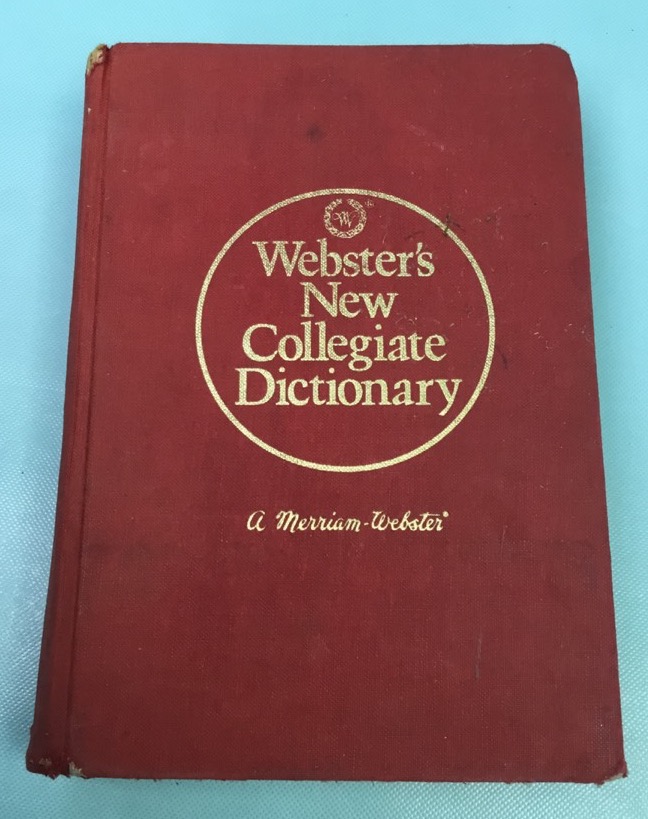 Webster's
New
Collegiate
Dictionary
A Merriam-Webster®